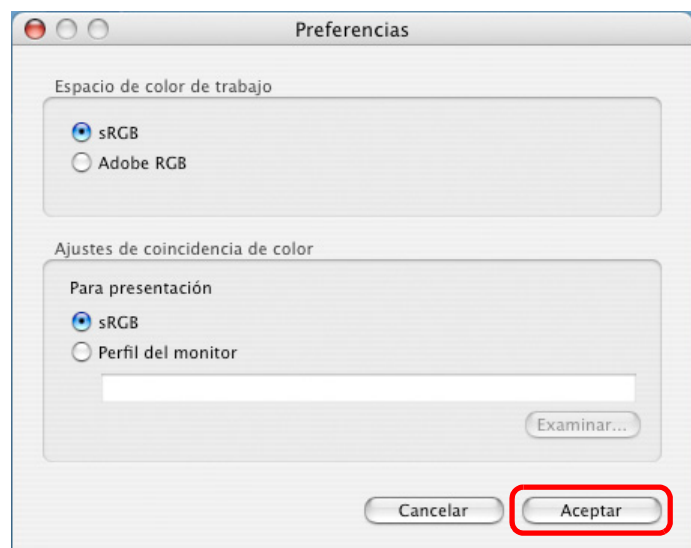 Preferencias
Espacio de color de trabajo
sRGB
Adobe RGB
Ajustes de coincidencia de color
Para presentación
sRGB
Perfil del monitor
Examinar...
Cancelar
Aceptar